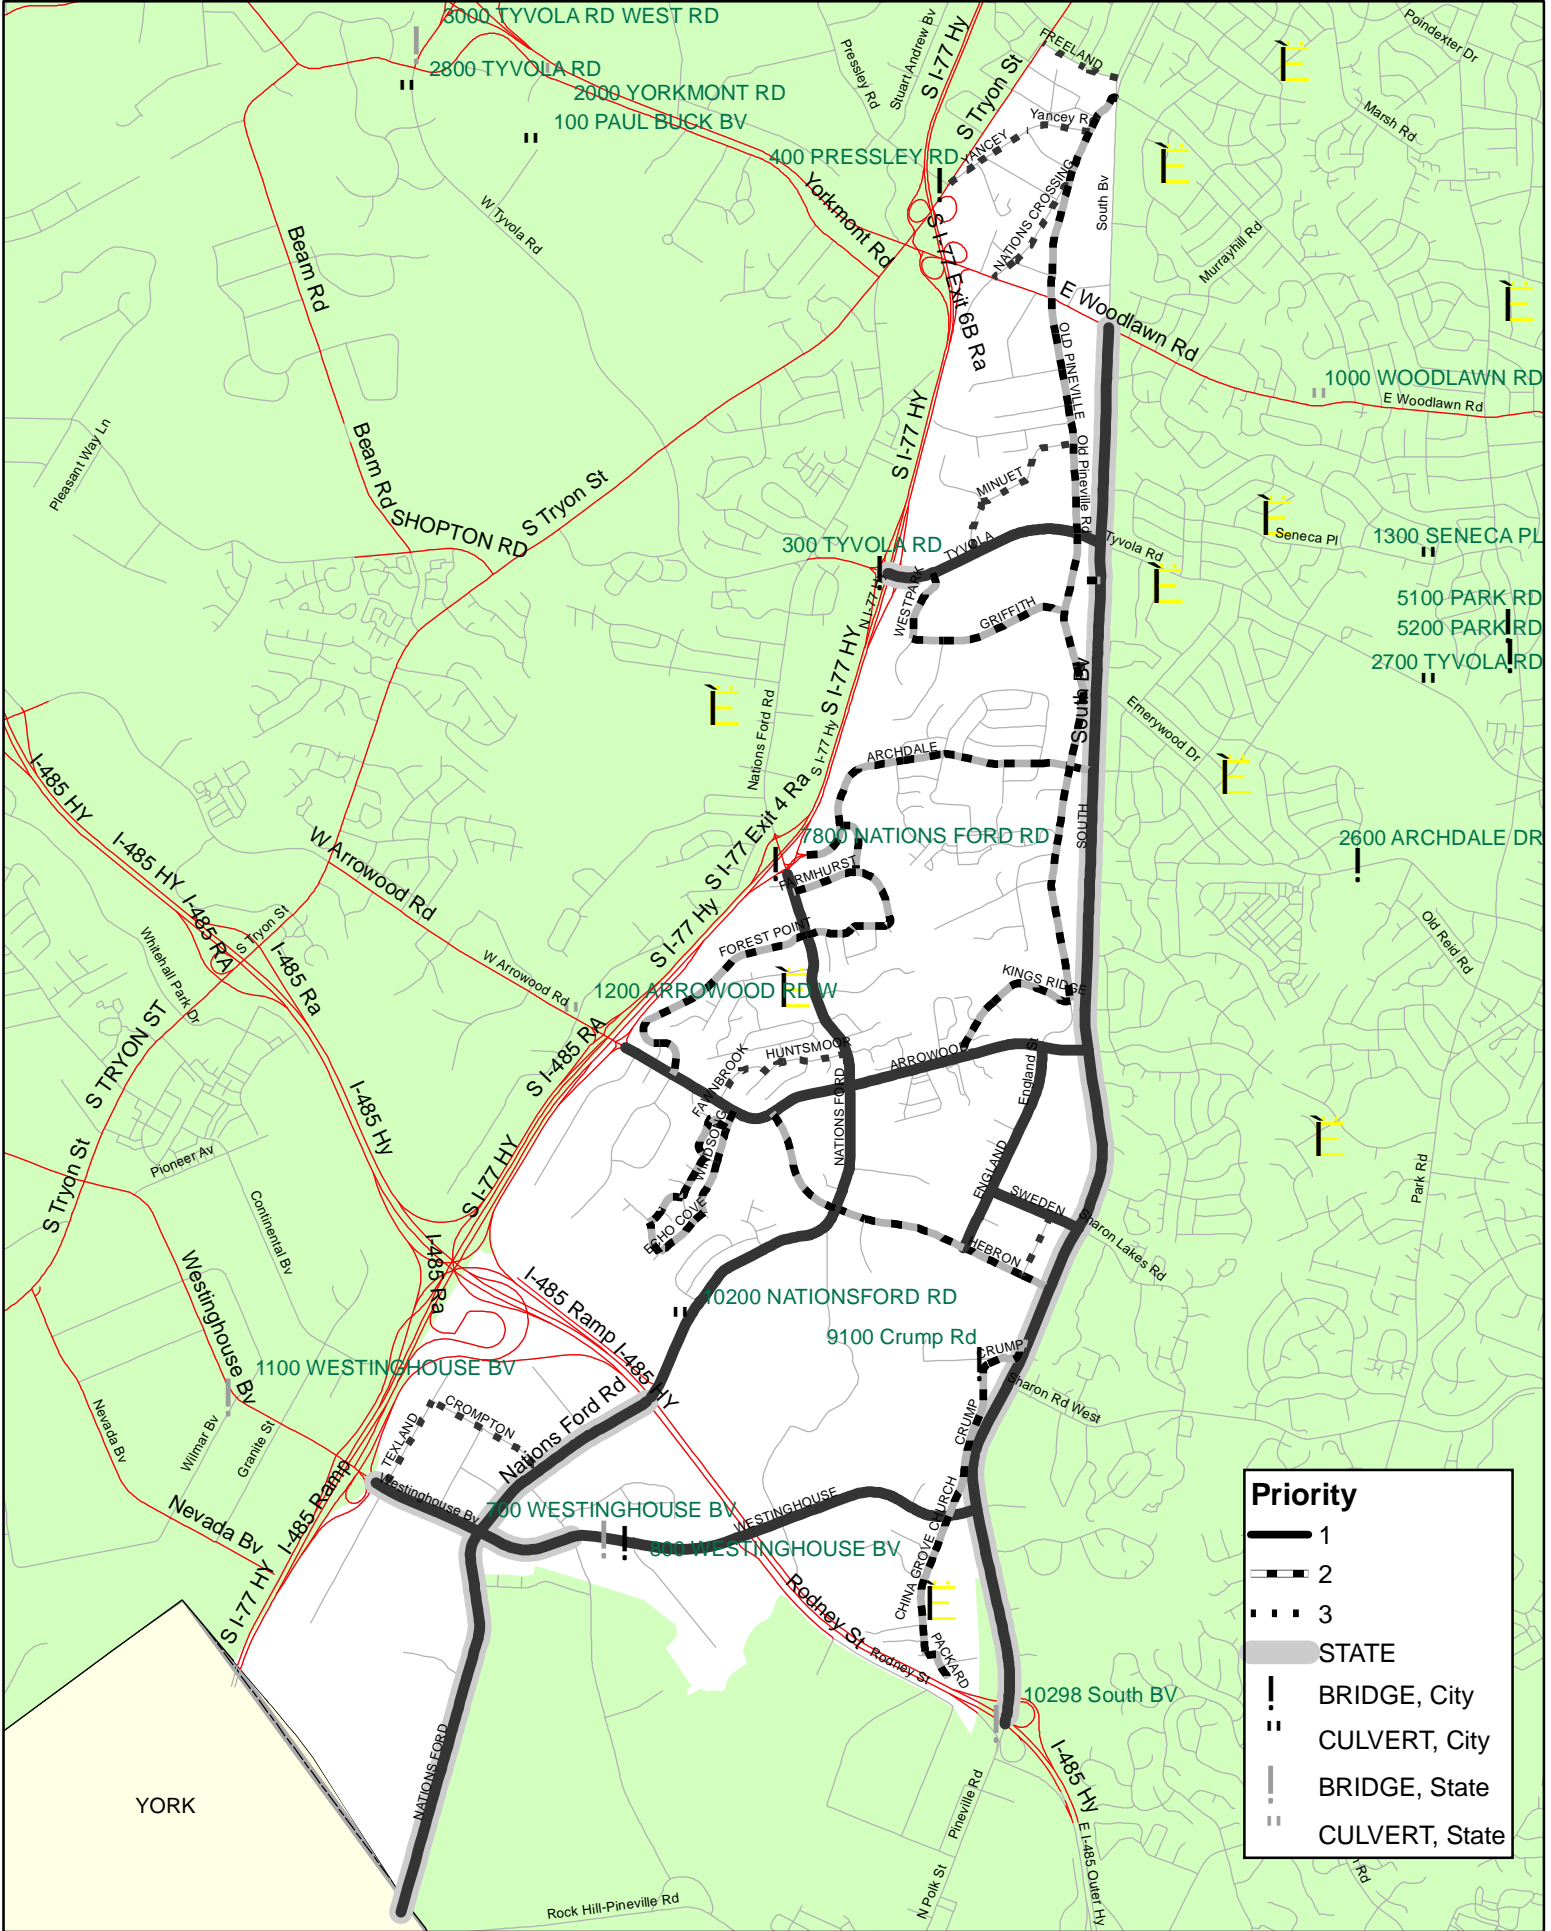 3000 TYVOLA RD WEST RD
2800 TYVOLA RD
2000 YORKMONT RD
100 PAUL BUCK BV
400 PRESSLEY RD
Pressley Rd
Stuart Andrew Bv
S I-77 Hy
S Tryon St
FREELAND
Poindexter Dr
Marsh Rd
Yancey Rd
YANCEY
NATIONS CROSSING
South Bv
Murrayhill Rd
W Tyvola Rd
Yorkmont Rd
S I-77 Exit 6B Ra
E Woodlawn Rd
Beam Rd
1000 WOODLAWN RD
E Woodlawn Rd
OLD PINEVILLE
Old Pineville Rd
Pleasant Way Ln
Beam Rd
SHOPTON RD
S Tryon St
S I-77 HY
MINUET
TYVOLA
Tyvola Rd
300 TYVOLA RD
Seneca Pl
1300 SENECA PL
5100 PARK RD
5200 PARK RD
2700 TYVOLA RD
N I-77 Hy
WESTPARK
GRIFFITH
S I-77 HY
South Bv
Emerywood Dr
Nations Ford Rd
S I-77 Hy
ARCHDALE
S I-77 Exit 4 Ra
7800 NATIONS FORD RD
SOUTH
2600 ARCHDALE DR
I-485 HY
I-485 HY
I-485 RA
W Arrowood Rd
FARMHURST
FOREST POINT
S I-77 Hy
Old Reid Rd
S Tryon St
Whitehall Park Dr
I-485 Ra
W Arrowood Rd
1200 ARROWOOD RD W
KINGS RIDGE
S TRYON ST
S I-485 RA
HUNTSMOOR
FAWNBROOK
ARROWOOD
England St
NATIONS FORD
I-485 Hy
S Tryon St
Pioneer Av
Continental Bv
S I-77 HY
WINDSONG
ECHO COVE
ENGLAND
SWEDEN
HEBRON
Sharon Lakes Rd
Park Rd
Westinghouse Bv
I-485 Ra
I-485 Ramp
I-485 HY
10200 NATIONSFORD RD
9100 Crump Rd
CRUMP
Sharon Rd West
1100 WESTINGHOUSE BV
Nevada Bv
Wilmar Bv
Granite St
TEXLAND
CROMPTON
Nations Ford Rd
CRUMP
Nevada Bv
I-485 Ramp
Westinghouse Bv
700 WESTINGHOUSE BV
WESTINGHOUSE
800 WESTINGHOUSE BV
CHINA GROVE CHURCH
S I-77 HY
Rodney St
Rodney St
PACKARD
10298 South BV
NATIONS FORD
I-485 Hy
Pineville Rd
YORK
N Polk St
E I-485 Outer Hy
Rock Hill-Pineville Rd
Priority
1
2
3
STATE
BRIDGE, City
CULVERT, City
BRIDGE, State
CULVERT, State